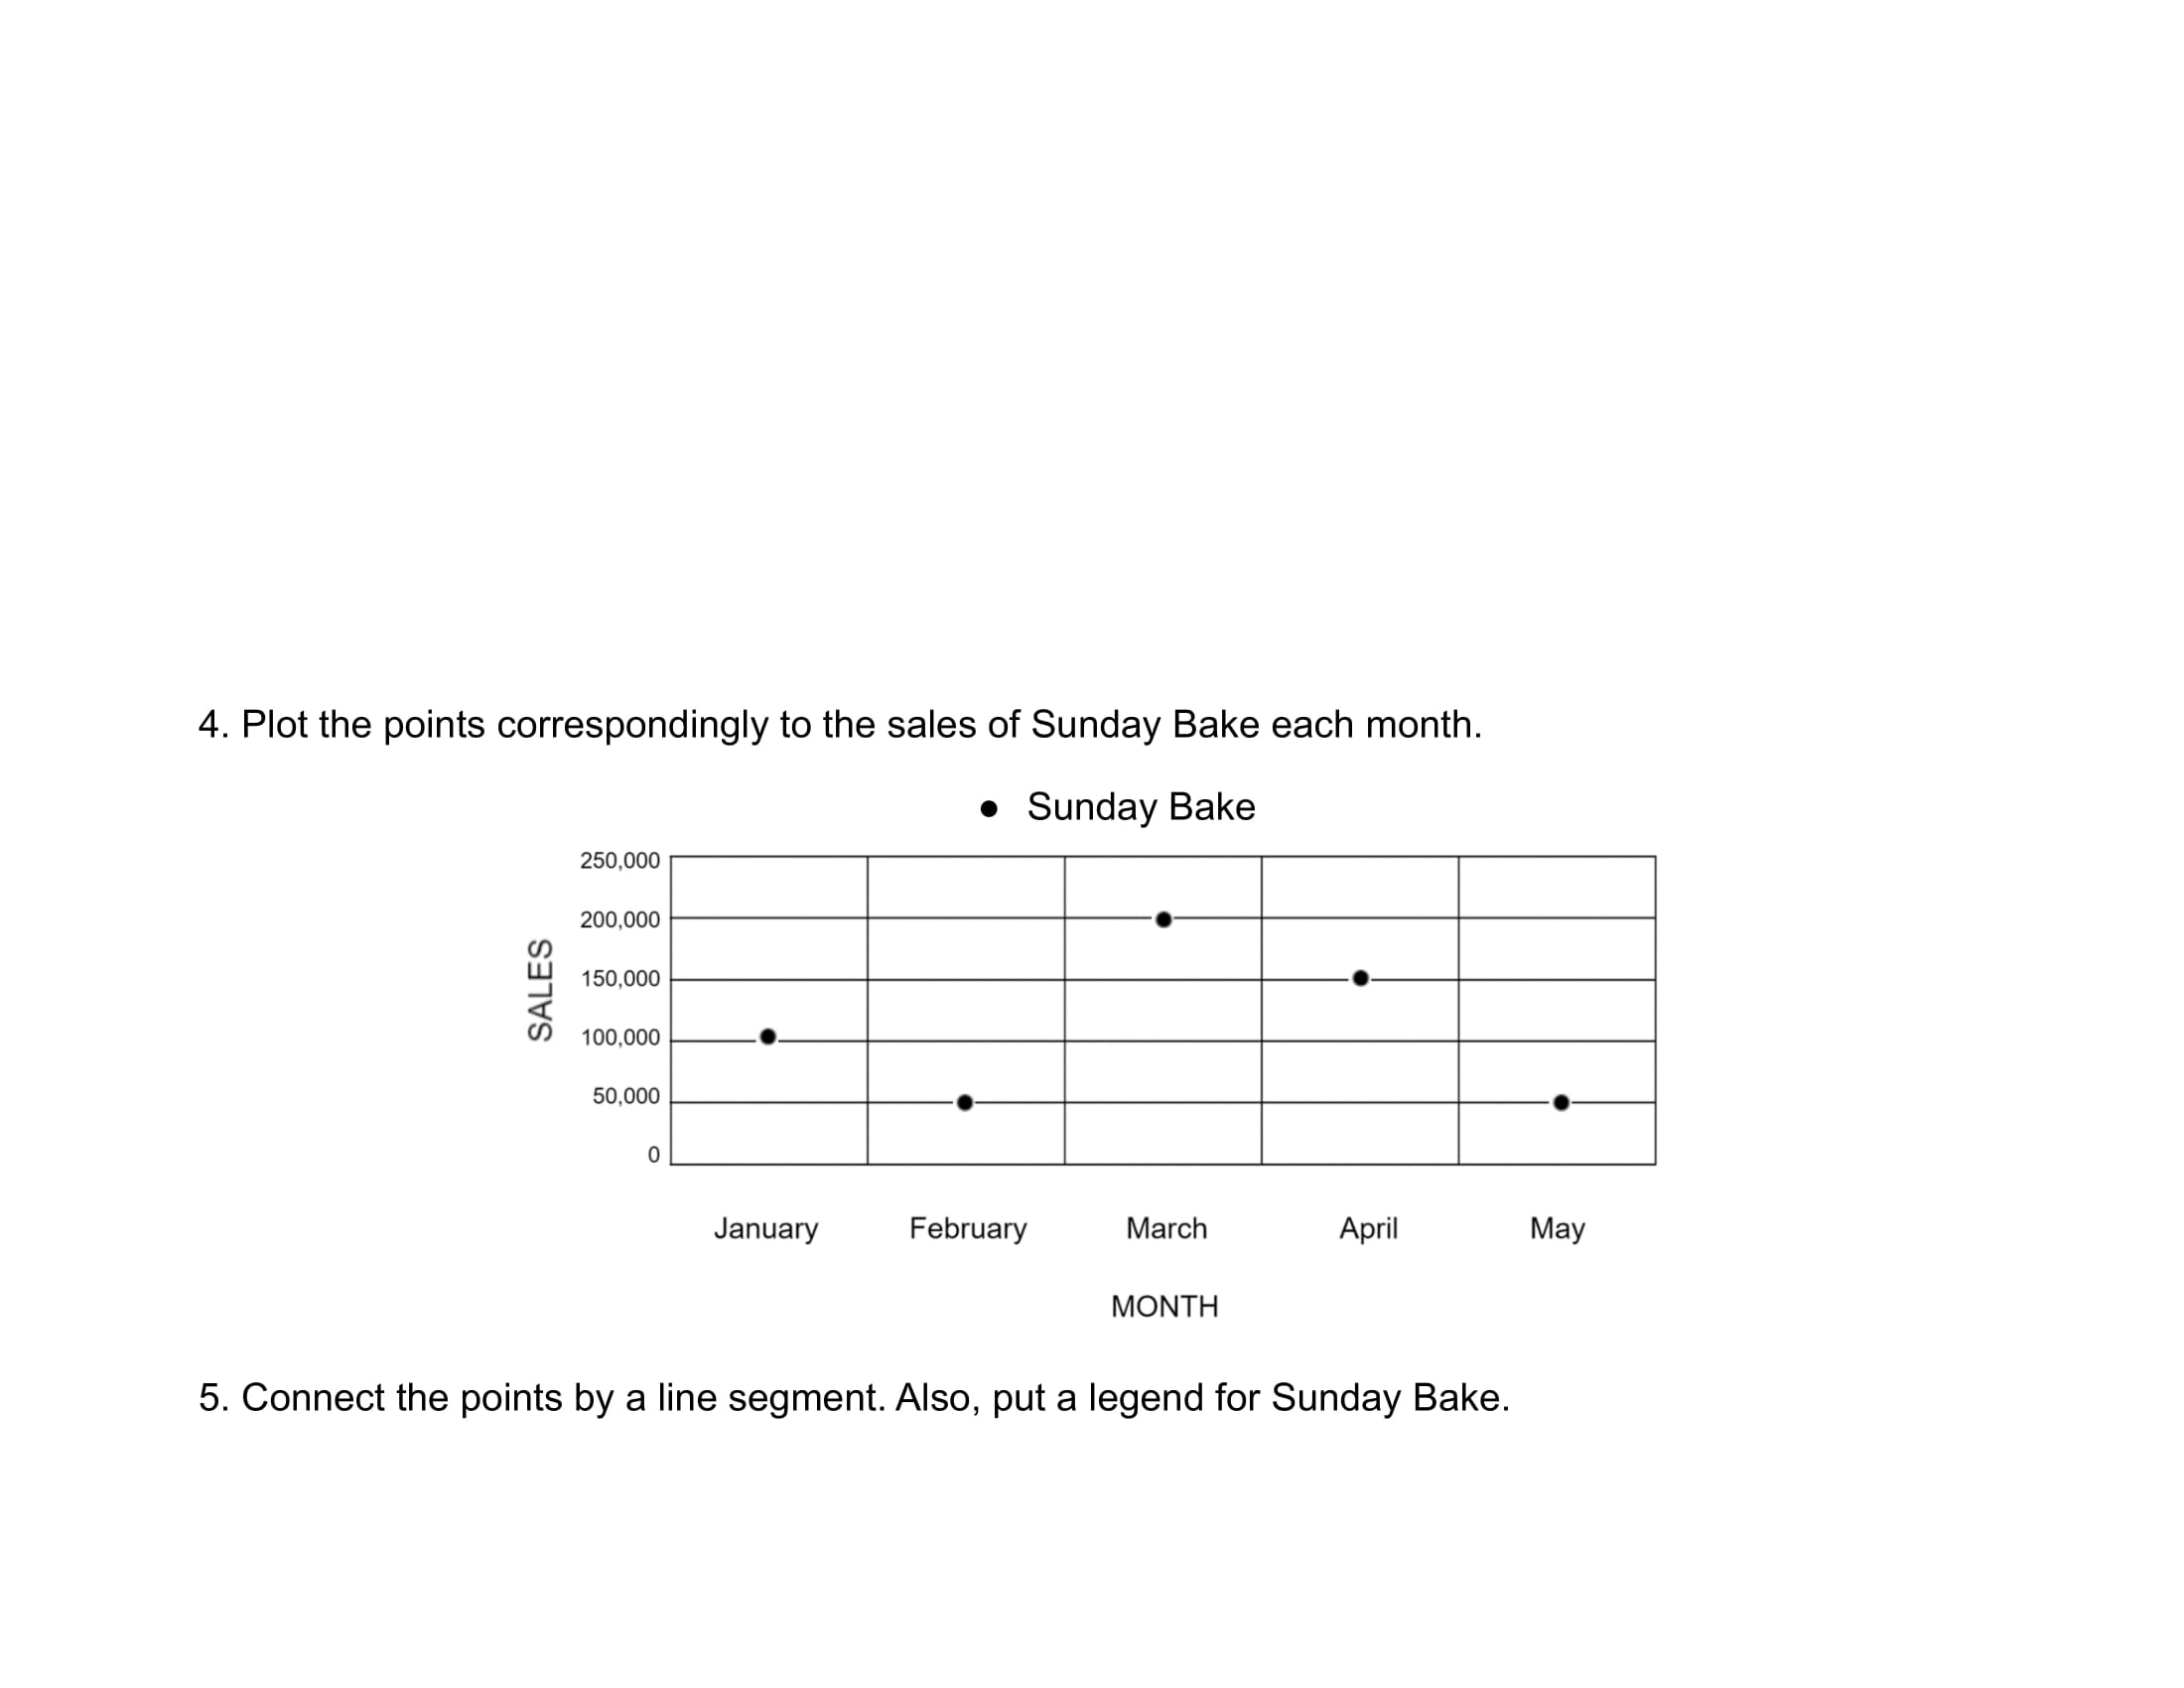 4. Plot the points correspondingly to the sales of Sunday Bake each month.
● Sunday Bake
250,000
200,000
150,000
100,000
50,000
0
SALES
January February March April May
MONTH
5. Connect the points by a line segment. Also, put a legend for Sunday Bake.